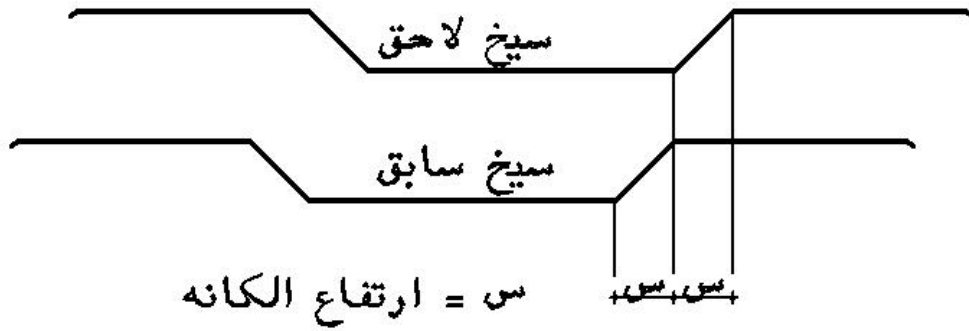 سيخ لاحق
سيخ سابق
س س
س = ارتفاع الكانه